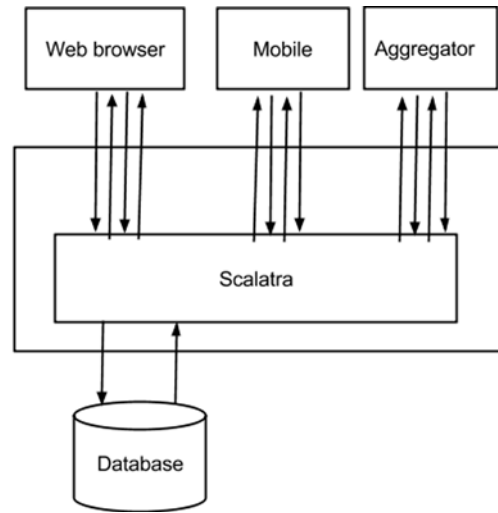 Web browser
Mobile
Aggregator
Scalatra
Database